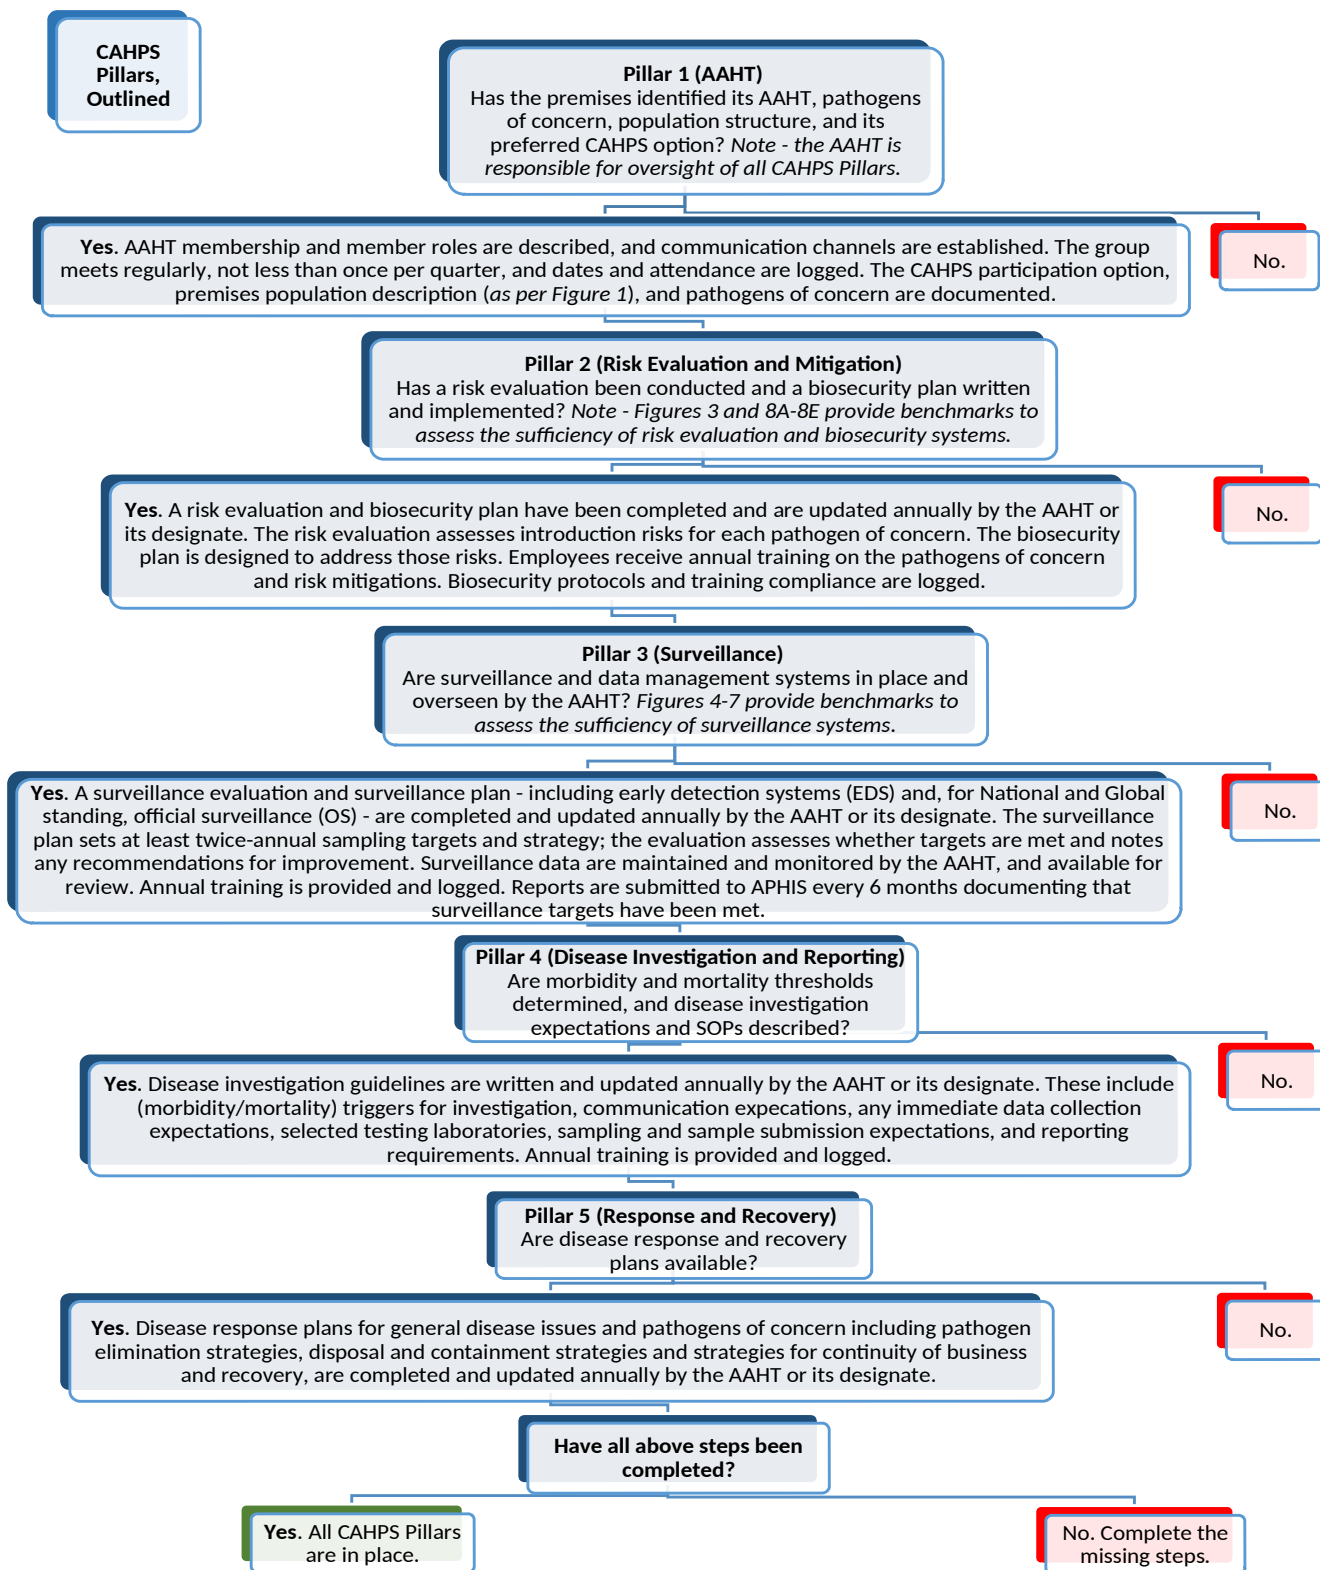 CAHPS
Pillars,
Outlined
Pillar 1 (AAHT)
Has the premises identified its AAHT, pathogens
of concern, population structure, and its
preferred CAHPS option? Note - the AAHT is
responsible for oversight of all CAHPS Pillars.
Yes. AAHT membership and member roles are described, and communication channels are established. The group
meets regularly, not less than once per quarter, and dates and attendance are logged. The CAHPS participation option,
premises population description (as per Figure 1), and pathogens of concern are documented.
No.
Pillar 2 (Risk Evaluation and Mitigation)
Has a risk evaluation been conducted and a biosecurity plan written
and implemented? Note - Figures 3 and 8A-8E provide benchmarks to
assess the sufficiency of risk evaluation and biosecurity systems.
Yes. A risk evaluation and biosecurity plan have been completed and are updated annually by the AAHT or
its designate. The risk evaluation assesses introduction risks for each pathogen of concern. The biosecurity
plan is designed to address those risks. Employees receive annual training on the pathogens of concern
and risk mitigations. Biosecurity protocols and training compliance are logged.
No.
Pillar 3 (Surveillance)
Are surveillance and data management systems in place and
overseen by the AAHT? Figures 4-7 provide benchmarks to
assess the sufficiency of surveillance systems.
Yes. A surveillance evaluation and surveillance plan - including early detection systems (EDS) and, for National and Global
standing, official surveillance (OS) - are completed and updated annually by the AAHT or its designate. The surveillance
plan sets at least twice-annual sampling targets and strategy; the evaluation assesses whether targets are met and notes
any recommendations for improvement. Surveillance data are maintained and monitored by the AAHT, and available for
review. Annual training is provided and logged. Reports are submitted to APHIS every 6 months documenting that
surveillance targets have been met.
No.
Pillar 4 (Disease Investigation and Reporting)
Are morbidity and mortality thresholds
determined, and disease investigation
expectations and SOPs described?
Yes. Disease investigation guidelines are written and updated annually by the AAHT or its designate. These include
(morbidity/mortality) triggers for investigation, communication expecations, any immediate data collection
expectations, selected testing laboratories, sampling and sample submission expectations, and reporting
requirements. Annual training is provided and logged.
No.
Pillar 5 (Response and Recovery)
Are disease response and recovery
plans available?
Yes. Disease response plans for general disease issues and pathogens of concern including pathogen
elimination strategies, disposal and containment strategies and strategies for continuity of business
and recovery, are completed and updated annually by the AAHT or its designate.
No.
Have all above steps been
completed?
Yes. All CAHPS Pillars
are in place.
No. Complete the
missing steps.